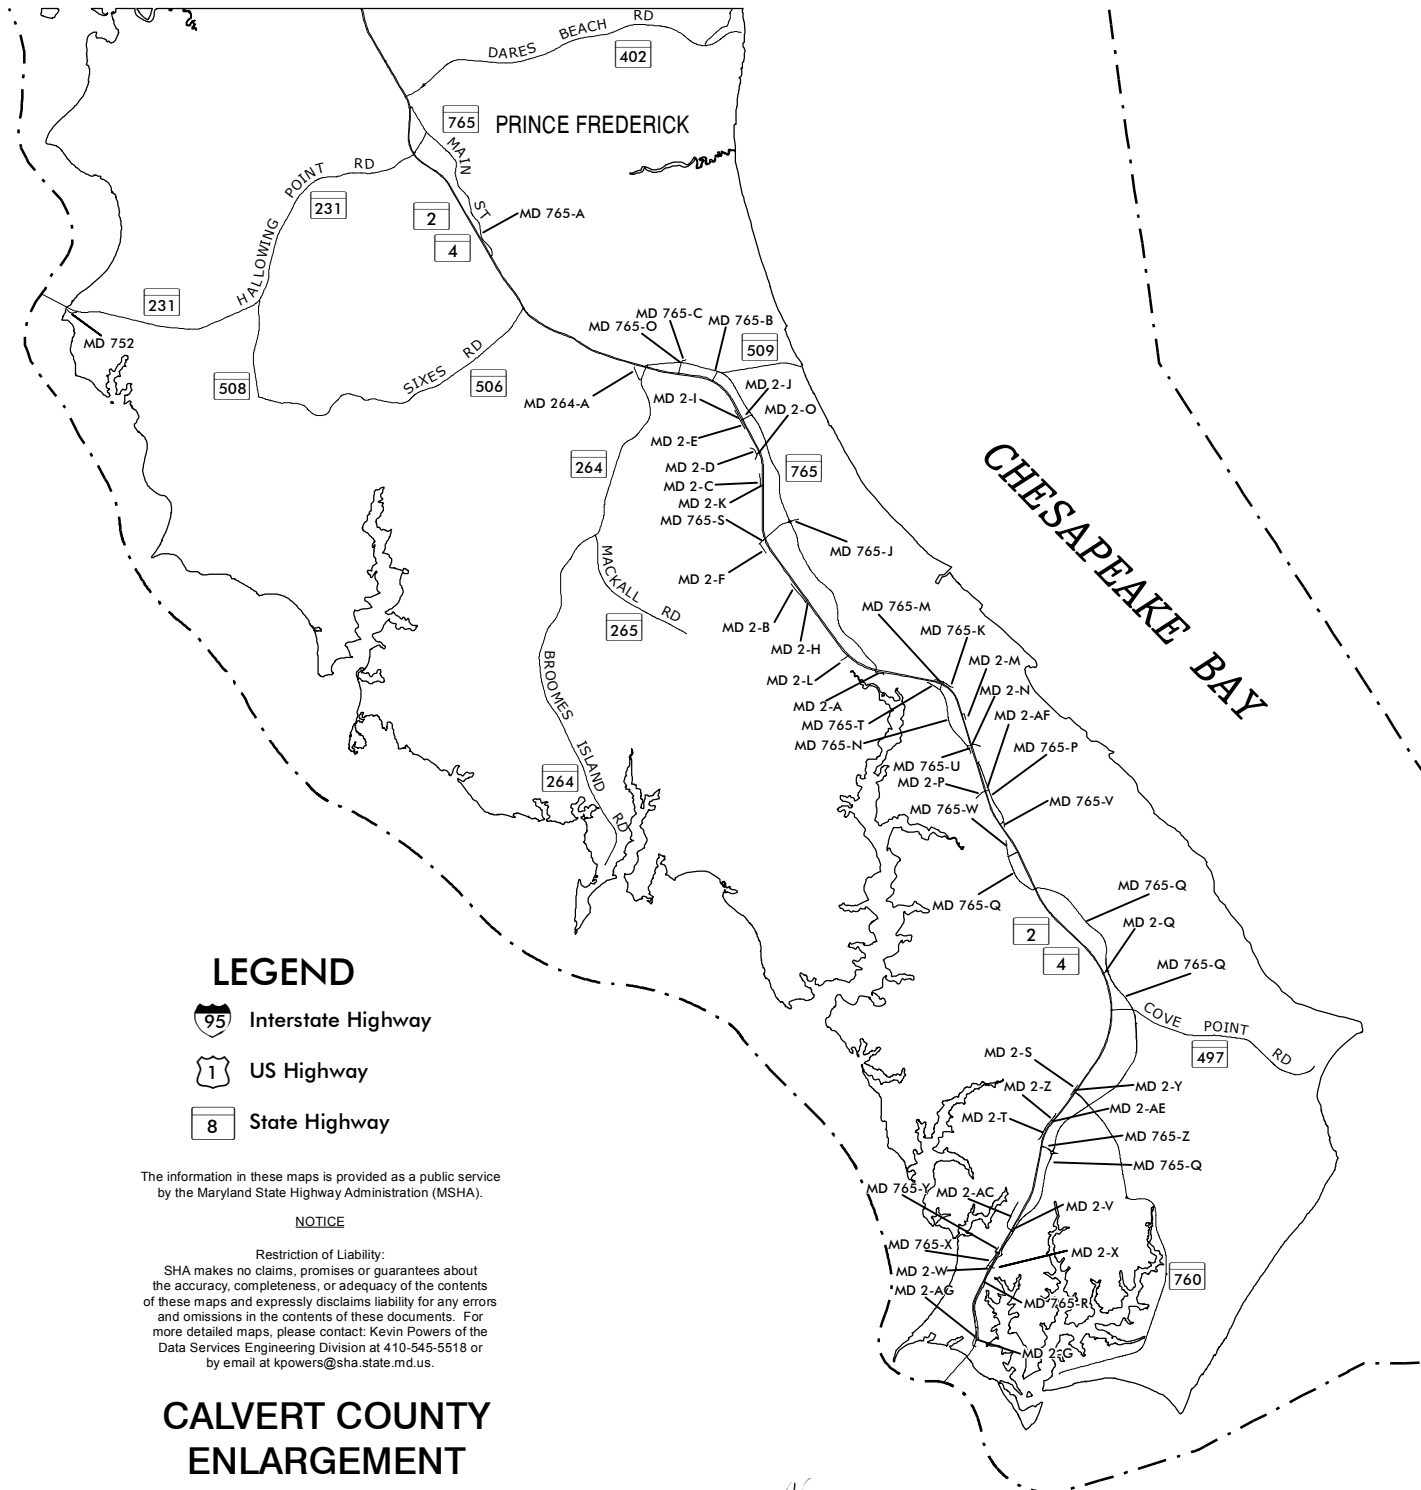 RD
BEACH
DARES
402
765
PRINCE FREDERICK
MAIN
ST
HALLOWING POINT RD
231
2
4
MD 765-A
231
MD 752
508
SIXES RD
506
MD 765-C
MD 765-O
MD 765-B
509
MD 264-A
MD 2-J
MD 2-I
MD 2-O
MD 2-E
264
MD 2-D
765
MD 2-C
MD 2-K
MD 765-S
MD 765-J
MD 2-F
MACKALL RD
265
MD 765-M
MD 2-B
MD 765-K
MD 2-H
MD 2-M
MD 2-L
MD 2-N
MD 2-A
MD 2-AF
MD 765-T
MD 765-N
MD 765-P
MD 765-U
MD 2-P
MD 765-V
MD 765-W
BROOMES ISLAND RD
264
CHESAPEAKE BAY
MD 765-Q
MD 765-Q
MD 2-Q
2
4
MD 765-Q
COVE POINT RD
497
MD 2-S
MD 2-Z
MD 2-Y
MD 2-AE
MD 2-T
MD 765-Z
MD 765-Q
MD 765-Y
MD 2-AC
MD 2-V
MD 765-X
MD 2-X
MD 2-W
760
MD 2-AG
MD 765-R
MD 2-G
LEGEND
95 Interstate Highway
1 US Highway
8 State Highway
The information in these maps is provided as a public service
by the Maryland State Highway Administration (MSHA).
NOTICE
Restriction of Liability:
SHA makes no claims, promises or guarantees about
the accuracy, completeness, or adequacy of the contents
of these maps and expressly disclaims liability for any errors
and omissions in the contents of these documents. For
more detailed maps, please contact: Kevin Powers of the
Data Services Engineering Division at 410-545-5518 or
by email at kpowers@sha.state.md.us.
CALVERT COUNTY
ENLARGEMENT